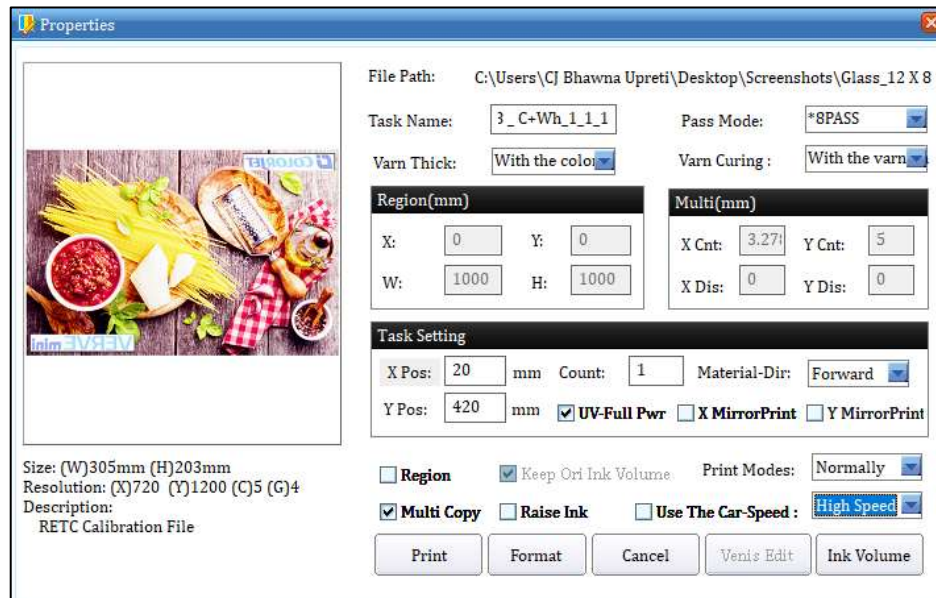 Properties
File Path: C:\Users\CJ Bhawna Upreti\Desktop\Screenshots\Glass_12 X 8
Task Name: 3 _ C+Wh_1_1_1 Pass Mode: *8PASS
Varn Thick: With the color Varn Curing : With the varn
Region(mm) Multi(mm)
X: 0 Y: 0 X Cnt: 3.278 Y Cnt: 5
W: 1000 H: 1000 X Dis: 0 Y Dis: 0
Task Setting
X Pos: 20 mm Count: 1 Material-Dir: Forward
Y Pos: 420 mm UV-Full Pwr X MirrorPrint Y MirrorPrint
COLORJET
VERVE mini
Size: (W)305mm (H)203mm
Resolution: (X)720 (Y)1200 (C)5 (G)4
Description:
RETC Calibration File
Region Keep Ori Ink Volume Print Modes: Normally
Multi Copy Raise Ink Use The Car-Speed : High Speed
Print Format Cancel Venis Edit Ink Volume